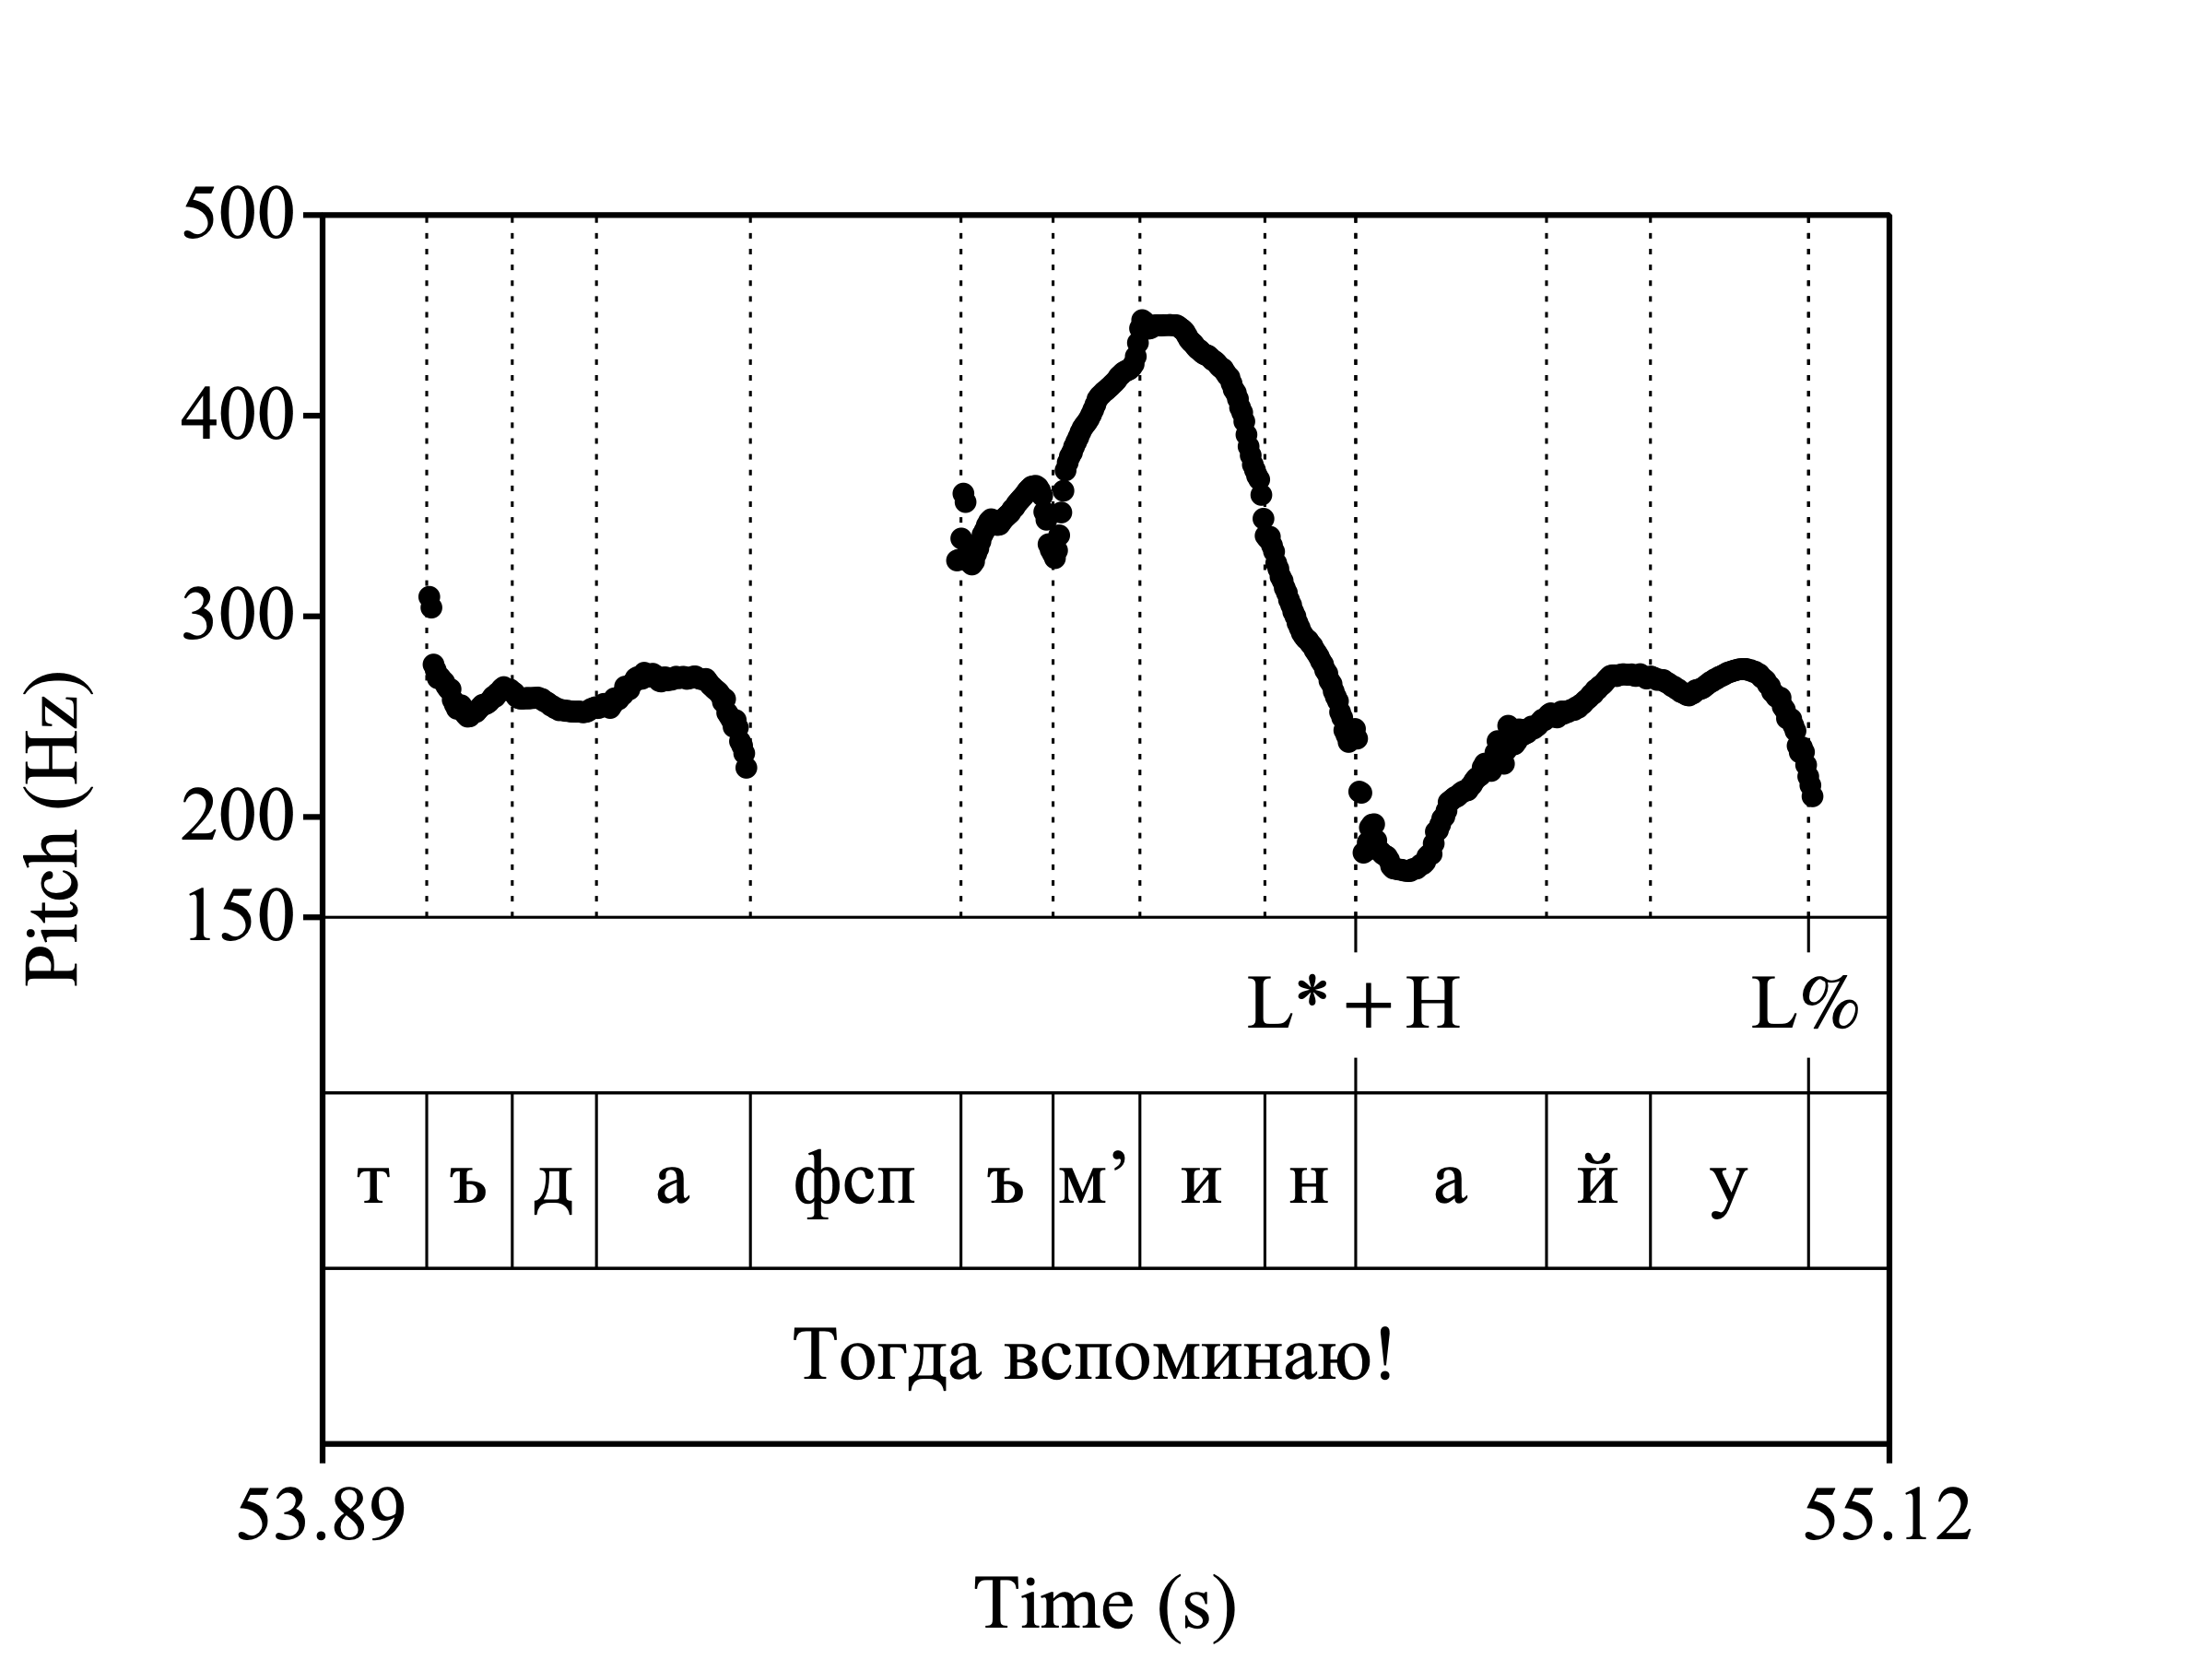 500
400
300
200
150
Pitch (Hz)
L*+H L%
т ъ д а фсп ъ м’ и н а й у
Тогда вспоминаю!
53.89 55.12
Time (s)